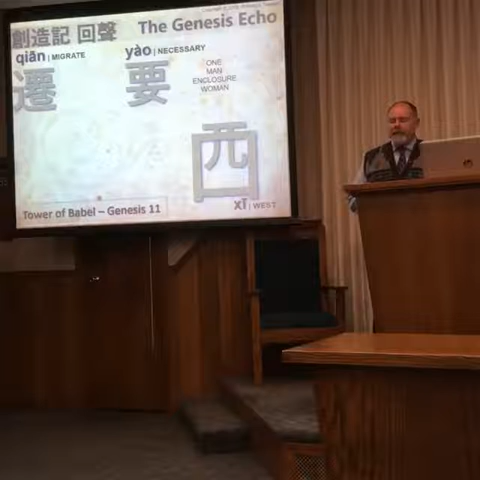 創造記 回聲 The Genesis Echo
qiān | MIGRATE
yào | NECESSARY
遷
要
ONE
MAN
ENCLOSURE
WOMAN
西
xī | WEST
Tower of Babel – Genesis 11